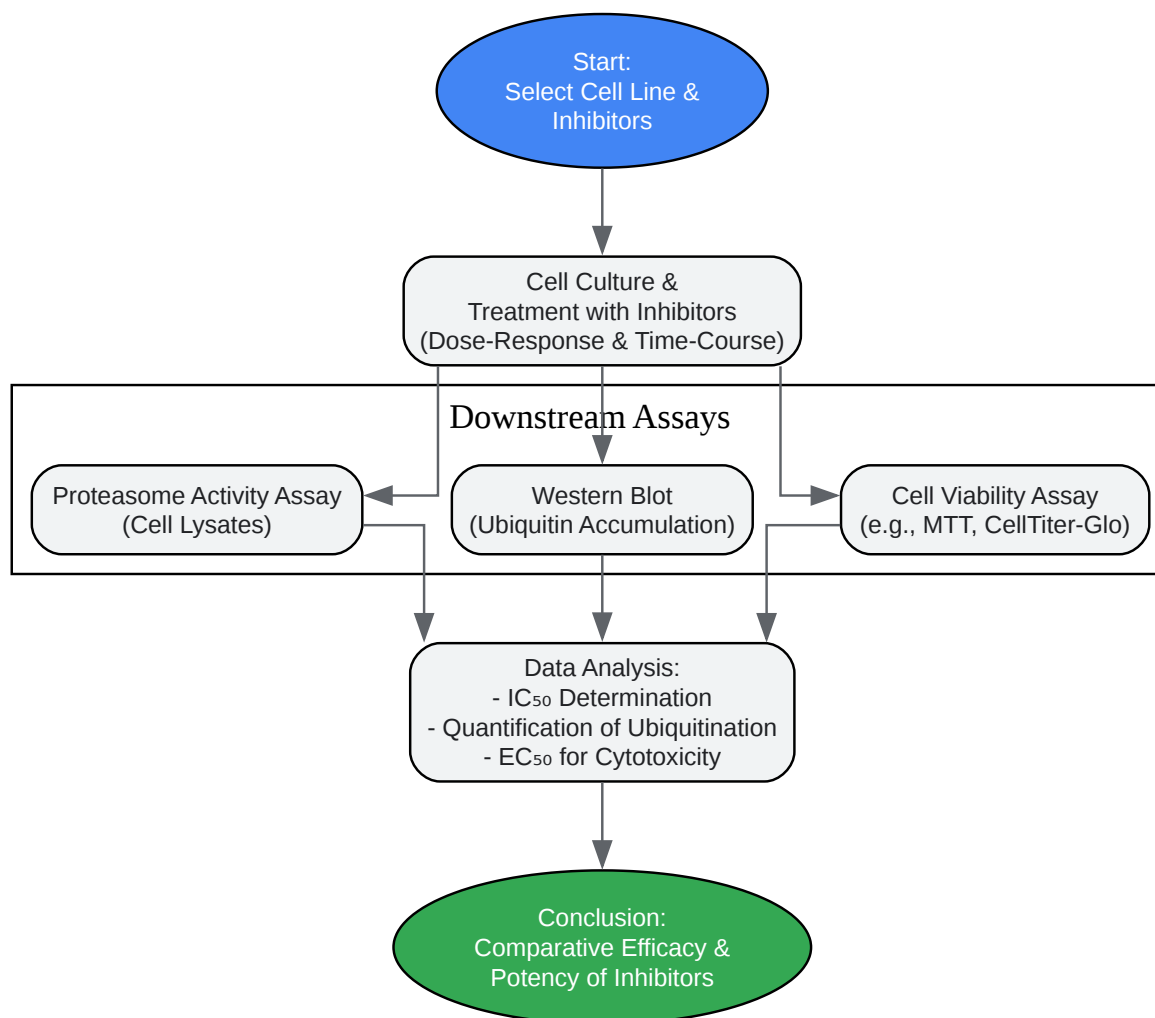 Start:
Select Cell Line &
Inhibitors
Cell Culture &
Treatment with Inhibitors
(Dose-Response & Time-Course)
Downstream Assays
Proteasome Activity Assay
(Cell Lysates)
Western Blot
(Ubiquitin Accumulation)
Cell Viability Assay
(e.g., MTT, CellTiter-Glo)
Data Analysis:
- IC₅₀ Determination
- Quantification of Ubiquitination
- EC₅₀ for Cytotoxicity
Conclusion:
Comparative Efficacy &
Potency of Inhibitors